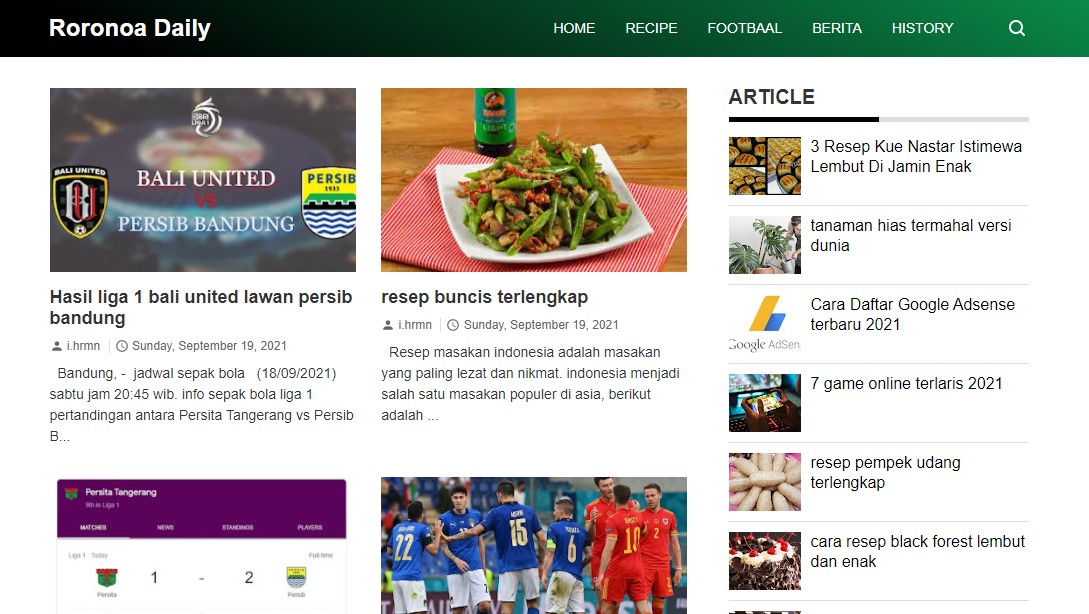 Roronoa Daily
HOME
RECIPE
FOOTBAAL
BERITA
HISTORY
BALI UNITED
VS
PERSIB BANDUNG
BALI UNITED
PERSIB
1933
Hasil liga 1 bali united lawan persib
bandung
i.hrmn
Sunday, September 19, 2021
Bandung, - jadwal sepak bola (18/09/2021)
sabtu jam 20:45 wib. info sepak bola liga 1
pertandingan antara Persita Tangerang vs Persib
B...
resep buncis terlengkap
i.hrmn
Sunday, September 19, 2021
Resep masakan indonesia adalah masakan
yang paling lezat dan nikmat. indonesia menjadi
salah satu masakan populer di asia, berikut
adalah ...
Persita Tangerang
9th in Liga 1
MATCHES
NEWS
STANDINGS
PLAYERS
Liga 1 Today
Full-time
1 - 2
Persita
Persib
22
15
6
10
2
ARTICLE
3 Resep Kue Nastar Istimewa
Lembut Di Jamin Enak
tanaman hias termahal versi
dunia
Cara Daftar Google Adsense
terbaru 2021
Google AdSen
7 game online terlaris 2021
resep pempek udang
terlengkap
cara resep black forest lembut
dan enak